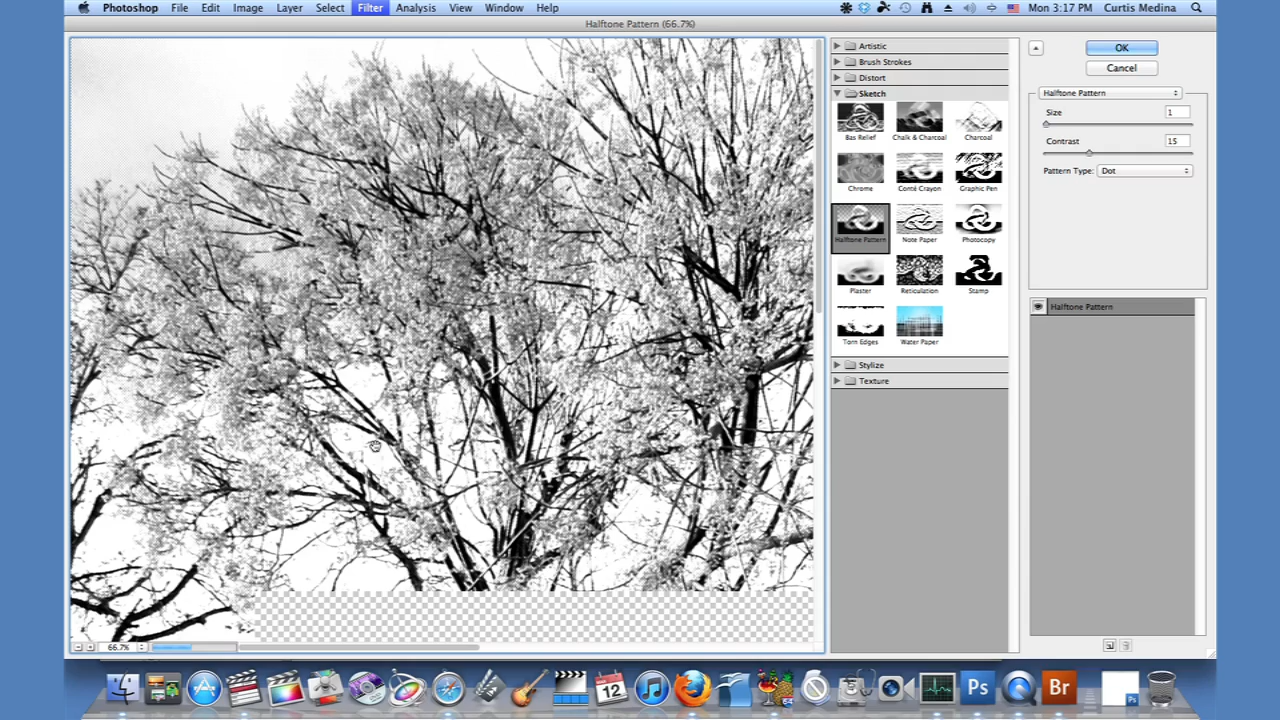 Photoshop File Edit Image Layer Select Filter Analysis View Window Help Mon 3:17 PM Curtis Medina
Halftone Pattern (66.7%)
Artistic
Brush Strokes
Distort
Sketch
Bas Relief Chalk & Charcoal Charcoal
Chrome Conté Crayon Graphic Pen
Halftone Pattern Note Paper Photocopy
Plaster Reticulation Stamp
Torn Edges Water Paper
Stylize
Texture
OK
Cancel
Halftone Pattern
Size 1
Contrast 15
Pattern Type: Dot
Halftone Pattern
66.7%
12
Ps
Br